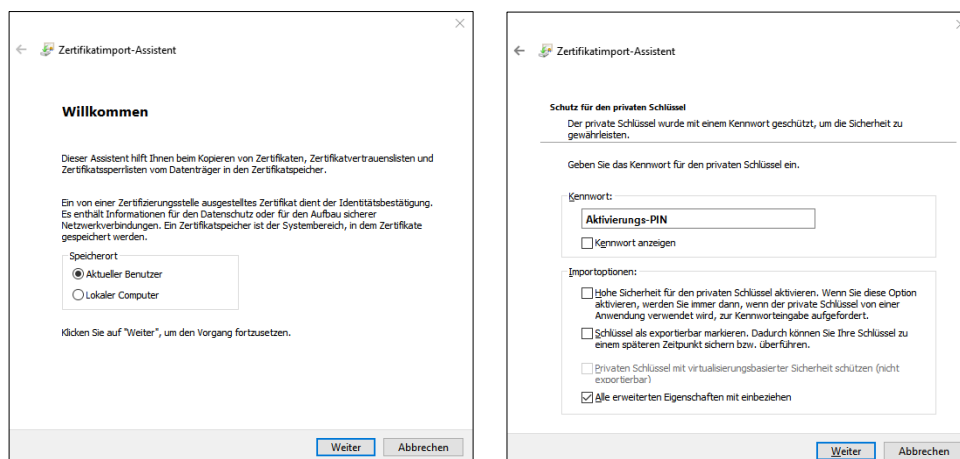 Zertifikatimport-Assistent
Willkommen
Dieser Assistent hilft Ihnen beim Kopieren von Zertifikaten, Zertifikatvertrauenslisten und
Zertifikatssperrlisten vom Datenträger in den Zertifikatspeicher.
Ein von einer Zertifizierungsstelle ausgestelltes Zertifikat dient der Identitätsbestätigung.
Es enthält Informationen für den Datenschutz oder für den Aufbau sicherer
Netzwerkverbindungen. Ein Zertifikatspeicher ist der Systembereich, in dem Zertifikate
gespeichert werden.
Speicherort
Aktueller Benutzer
Lokaler Computer
Klicken Sie auf "Weiter", um den Vorgang fortzusetzen.
Weiter
Abbrechen
Zertifikatimport-Assistent
Schutz für den privaten Schlüssel
Der private Schlüssel wurde mit einem Kennwort geschützt, um die Sicherheit zu
gewährleisten.
Geben Sie das Kennwort für den privaten Schlüssel ein.
Kennwort:
Aktivierungs-PIN
Kennwort anzeigen
Importoptionen:
Hohe Sicherheit für den privaten Schlüssel aktivieren. Wenn Sie diese Option
aktivieren, werden Sie immer dann, wenn der private Schlüssel von einer
Anwendung verwendet wird, zur Kennworteingabe aufgefordert.
Schlüssel als exportierbar markieren. Dadurch können Sie Ihre Schlüssel zu
einem späteren Zeitpunkt sichern bzw. überführen.
Privaten Schlüssel mit virtualisierungsbasierter Sicherheit schützen (nicht
exportierbar)
Alle erweiterten Eigenschaften mit einbeziehen
Weiter
Abbrechen